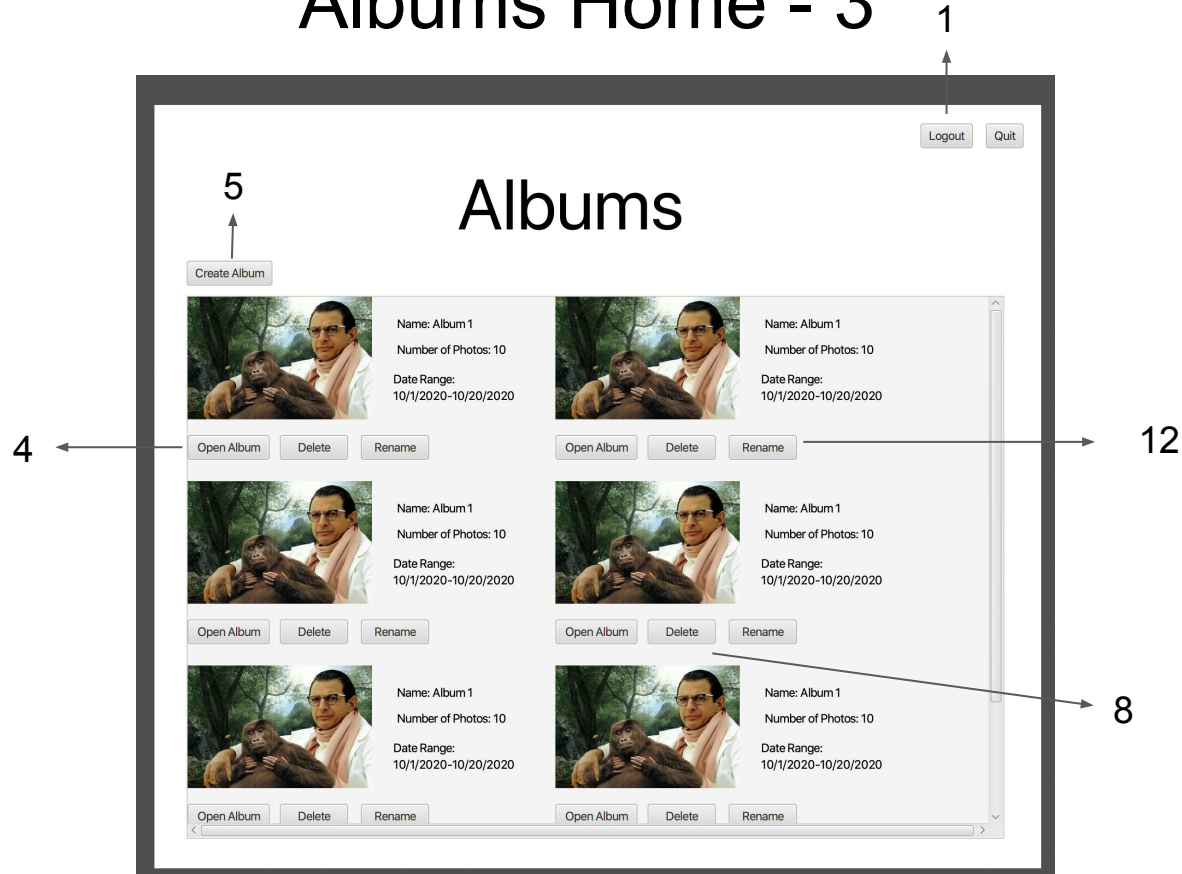 Albums Home - 3
1
Logout Quit
5
Albums
Create Album
Name: Album 1 Name: Album 1
Number of Photos: 10 Number of Photos: 10
Date Range: Date Range:
10/1/2020-10/20/2020 10/1/2020-10/20/2020
4 Open Album Delete Rename Open Album Delete Rename 12
Name: Album 1 Name: Album 1
Number of Photos: 10 Number of Photos: 10
Date Range: Date Range:
10/1/2020-10/20/2020 10/1/2020-10/20/2020
Open Album Delete Rename Open Album Delete Rename
Name: Album 1 Name: Album 1
8
Number of Photos: 10 Number of Photos: 10
Date Range: Date Range:
10/1/2020-10/20/2020 10/1/2020-10/20/2020
Open Album Delete Rename Open Album Delete Rename